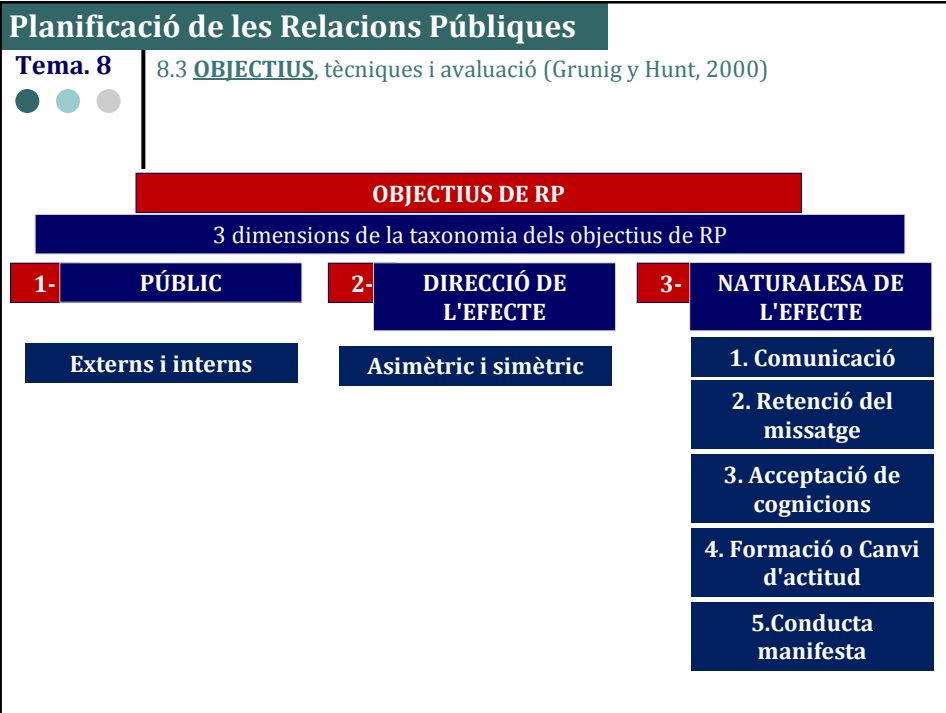 Planificació de les Relacions Públiques
Tema. 8
8.3 OBJECTIUS, tècniques i avaluació (Grunig y Hunt, 2000)
OBJECTIUS DE RP
3 dimensions de la taxonomia dels objectius de RP
1-
PÚBLIC
Externs i interns
2-
DIRECCIÓ DE
L'EFECTE
Asimètric i simètric
3-
NATURALESA DE
L'EFECTE
1. Comunicació
2. Retenció del
missatge
3. Acceptació de
cognicions
4. Formació o Canvi
d'actitud
5.Conducta
manifesta